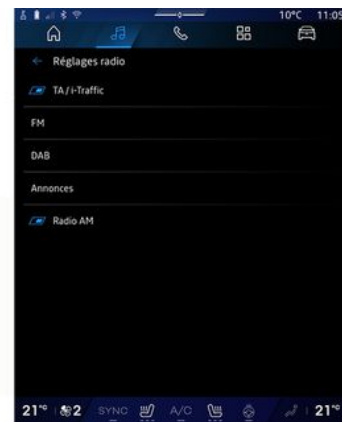 10°C 11:05
Réglages radio
TA / i-Traffic
FM
DAB
Annonces
Radio AM
21°C 2 SYNC A/C 21°C